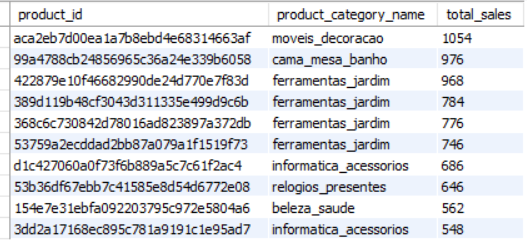 product_id product_category_name total_sales
aca2eb7d00ea1a7b8ebd4e68314663af moveis_decoracao 1054
99a4788cb24856965c36a24e339b6058 cama_mesa_banho 976
422879e10f46682990de24d770e7f83d ferramentas_jardim 968
389d119b48cf3043d311335e499d9c6b ferramentas_jardim 784
368c6c730842d78016ad823897a372db ferramentas_jardim 776
53759a2ecddad2bb87a079a1f1519f73 ferramentas_jardim 746
d1c427060a0f73f6b889a5c7c61f2ac4 informatica_acessorios 686
53b36df67ebb7c41585e8d54d6772e08 relogios_presentes 646
154e7e31ebfa092203795c972e5804a6 beleza_saude 562
3dd2a17168ec895c781a9191c1e95ad7 informatica_acessorios 548